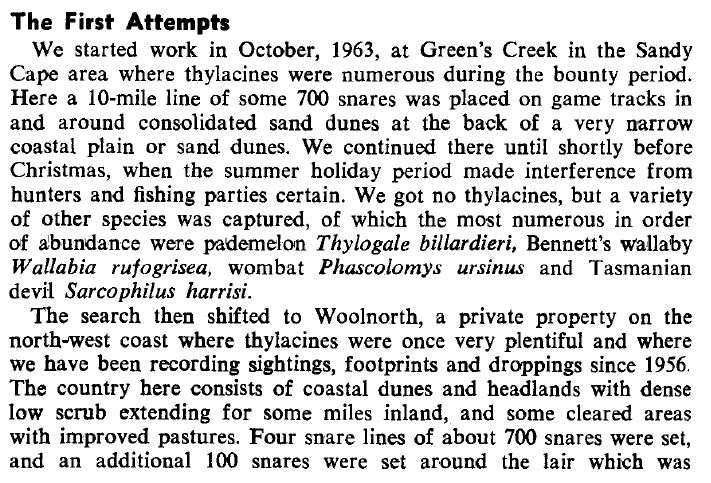 The First Attempts
We started work in October, 1963, at Green's Creek in the Sandy
Cape area where thylacines were numerous during the bounty period.
Here a 10-mile line of some 700 snares was placed on game tracks in
and around consolidated sand dunes at the back of a very narrow
coastal plain or sand dunes. We continued there until shortly before
Christmas, when the summer holiday period made interference from
hunters and fishing parties certain. We got no thylacines, but a variety
of other species was captured, of which the most numerous in order
of abundance were pademelon Thylogale billardieri, Bennett's wallaby
Wallabia rufogrisea, wombat Phascolomys ursinus and Tasmanian
devil Sarcophilus harrisi.
The search then shifted to Woolnorth, a private property on the
north-west coast where thylacines were once very plentiful and where
we have been recording sightings, footprints and droppings since 1956.
The country here consists of coastal dunes and headlands with dense
low scrub extending for some miles inland, and some cleared areas
with improved pastures. Four snare lines of about 700 snares were set,
and an additional 100 snares were set around the lair which was